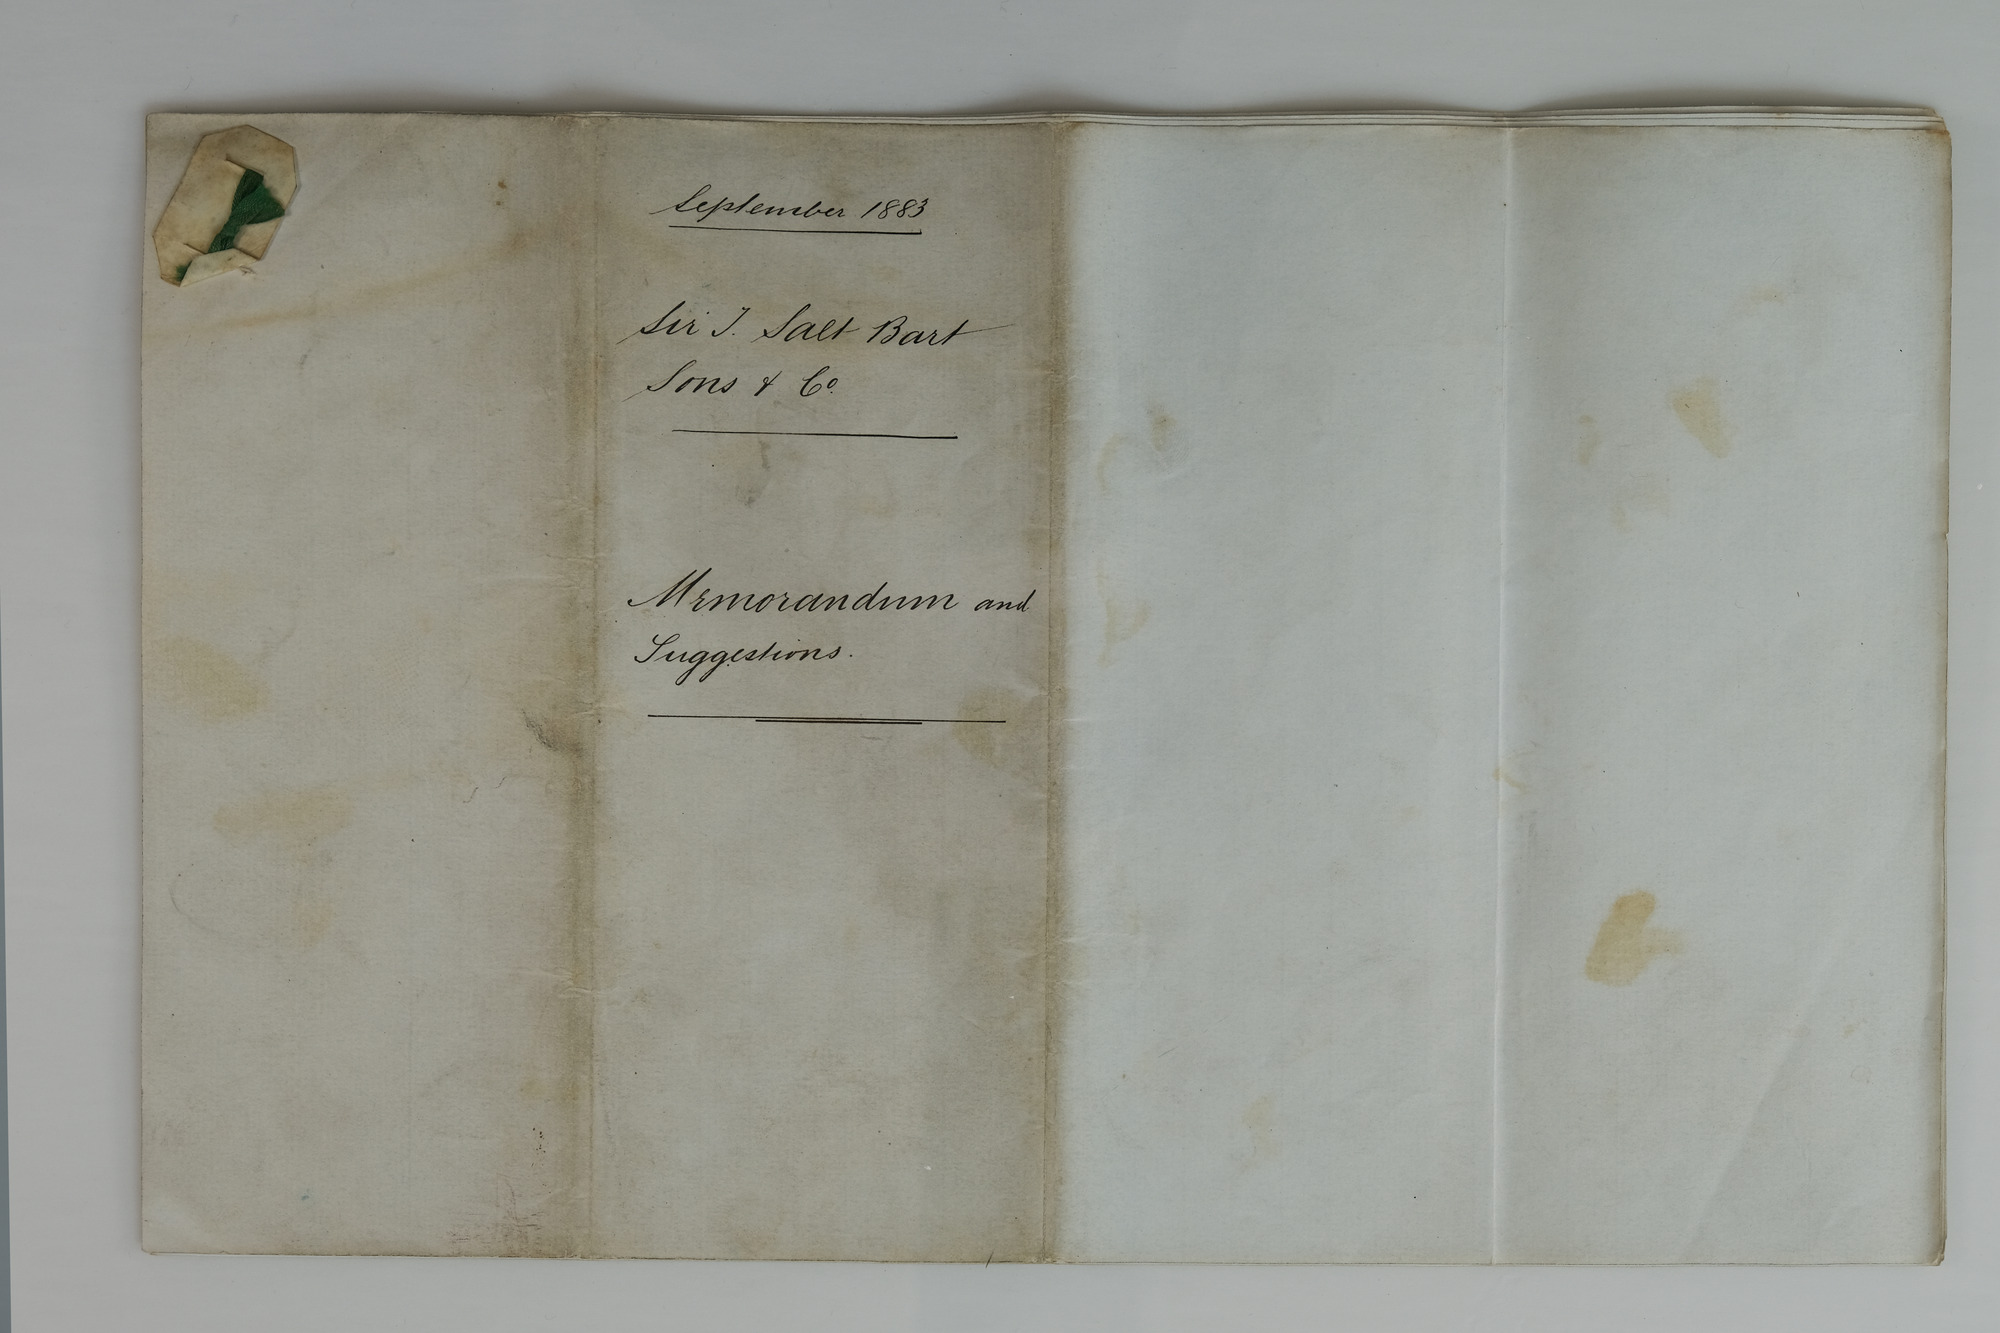 September 1883
Sir T. Salt Bart
Sons & Co.
Memorandum and
Suggestions.